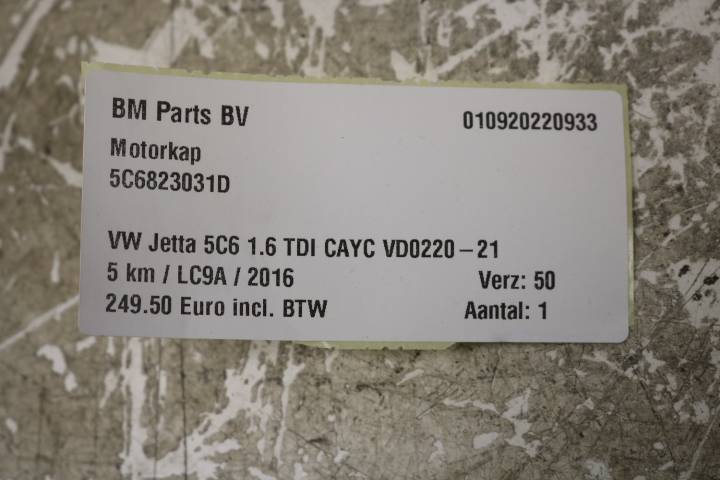 BM Parts BV 010920220933
Motorkap
5C6823031D
VW Jetta 5C6 1.6 TDI CAYC VD0220-21
5 km / LC9A / 2016 Verz: 50
249.50 Euro incl. BTW Aantal: 1